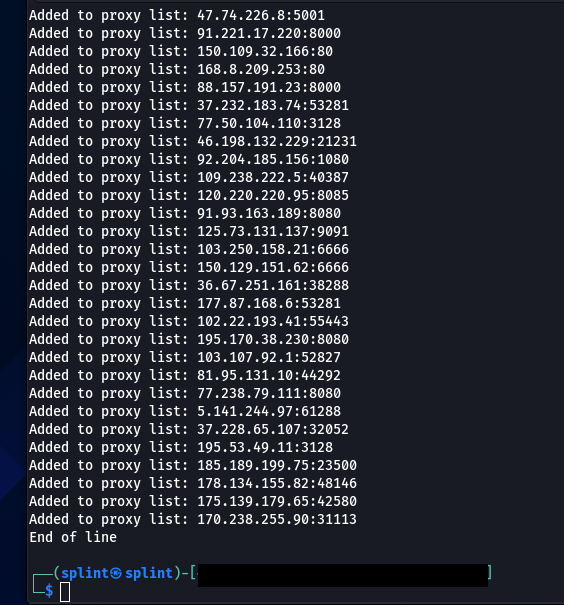 Added to proxy list: 47.74.226.8:5001
Added to proxy list: 91.221.17.220:8000
Added to proxy list: 150.109.32.166:80
Added to proxy list: 168.8.209.253:80
Added to proxy list: 88.157.191.23:8000
Added to proxy list: 37.232.183.74:53281
Added to proxy list: 77.50.104.110:3128
Added to proxy list: 46.198.132.229:21231
Added to proxy list: 92.204.185.156:1080
Added to proxy list: 109.238.222.5:40387
Added to proxy list: 120.220.220.95:8085
Added to proxy list: 91.93.163.189:8080
Added to proxy list: 125.73.131.137:9091
Added to proxy list: 103.250.158.21:6666
Added to proxy list: 150.129.151.62:6666
Added to proxy list: 36.67.251.161:38288
Added to proxy list: 177.87.168.6:53281
Added to proxy list: 102.22.193.41:55443
Added to proxy list: 195.170.38.230:8080
Added to proxy list: 103.107.92.1:52827
Added to proxy list: 81.95.131.10:44292
Added to proxy list: 77.238.79.111:8080
Added to proxy list: 5.141.244.97:61288
Added to proxy list: 37.228.65.107:32052
Added to proxy list: 195.53.49.11:3128
Added to proxy list: 185.189.199.75:23500
Added to proxy list: 178.134.155.82:48146
Added to proxy list: 175.139.179.65:42580
Added to proxy list: 170.238.255.90:31113
End of line
┌──(splint㉿splint)-[ ]
└─$